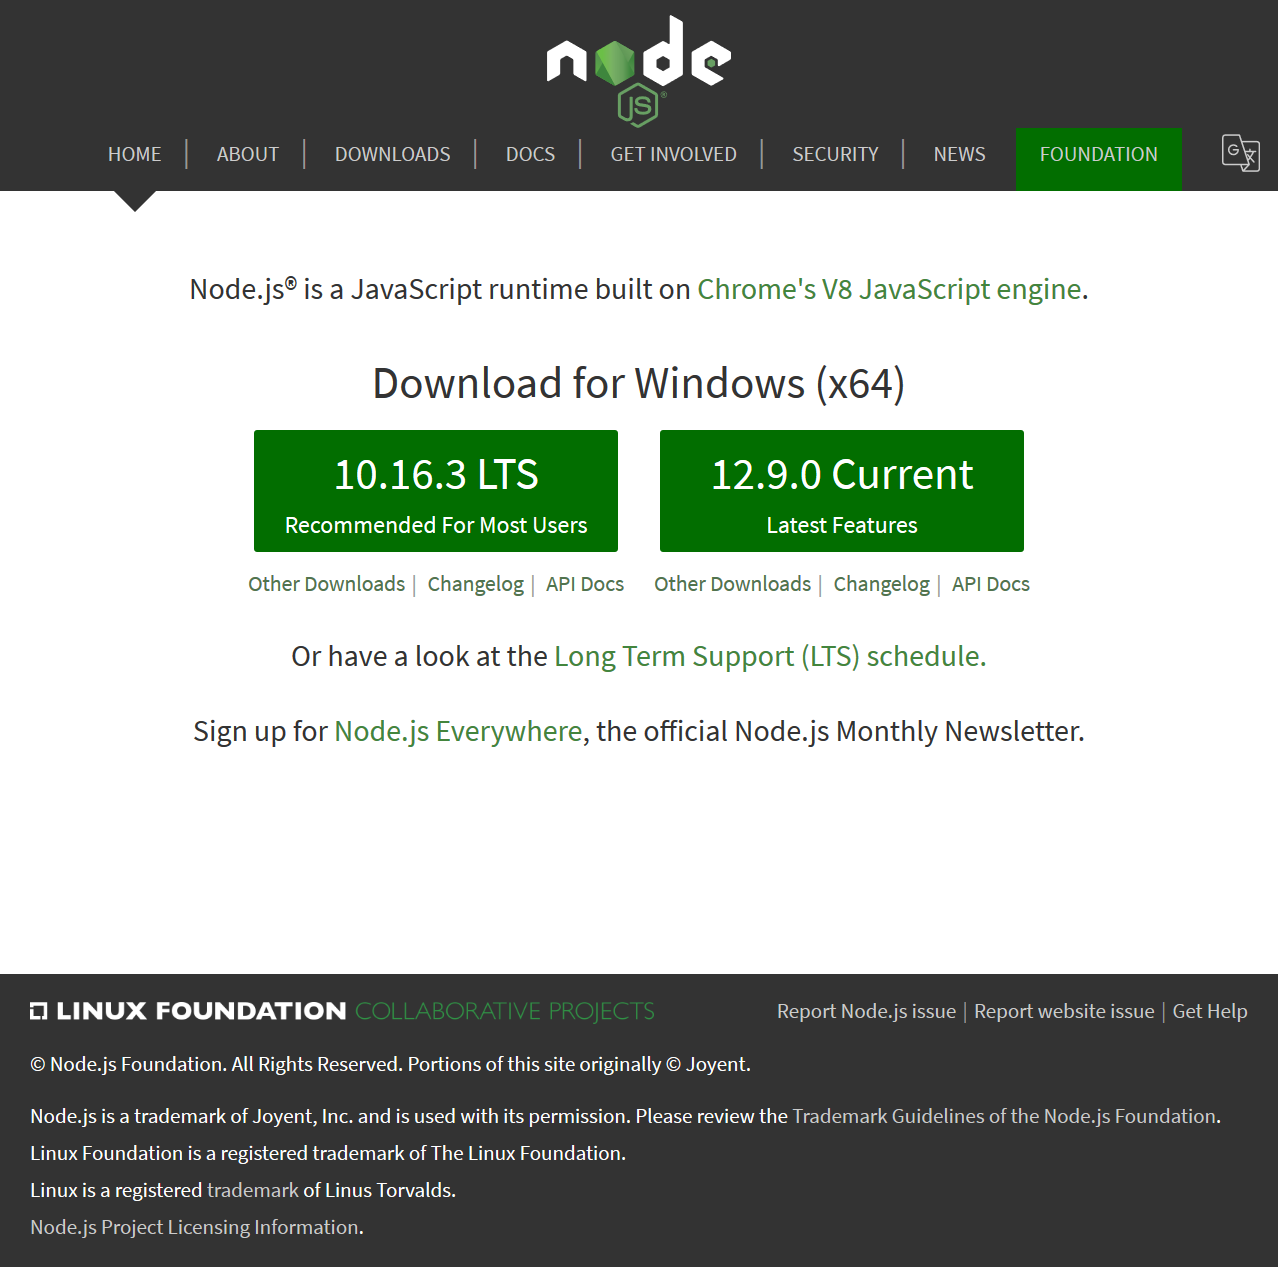 node
JS®
HOME | ABOUT | DOWNLOADS | DOCS | GET INVOLVED | SECURITY | NEWS FOUNDATION
G 文
Node.js® is a JavaScript runtime built on Chrome's V8 JavaScript engine.
Download for Windows (x64)
10.16.3 LTS
Recommended For Most Users
12.9.0 Current
Latest Features
Other Downloads | Changelog | API Docs
Other Downloads | Changelog | API Docs
Or have a look at the Long Term Support (LTS) schedule.
Sign up for Node.js Everywhere, the official Node.js Monthly Newsletter.
LINUX FOUNDATION COLLABORATIVE PROJECTS
Report Node.js issue | Report website issue | Get Help
© Node.js Foundation. All Rights Reserved. Portions of this site originally © Joyent.
Node.js is a trademark of Joyent, Inc. and is used with its permission. Please review the Trademark Guidelines of the Node.js Foundation.
Linux Foundation is a registered trademark of The Linux Foundation.
Linux is a registered trademark of Linus Torvalds.
Node.js Project Licensing Information.